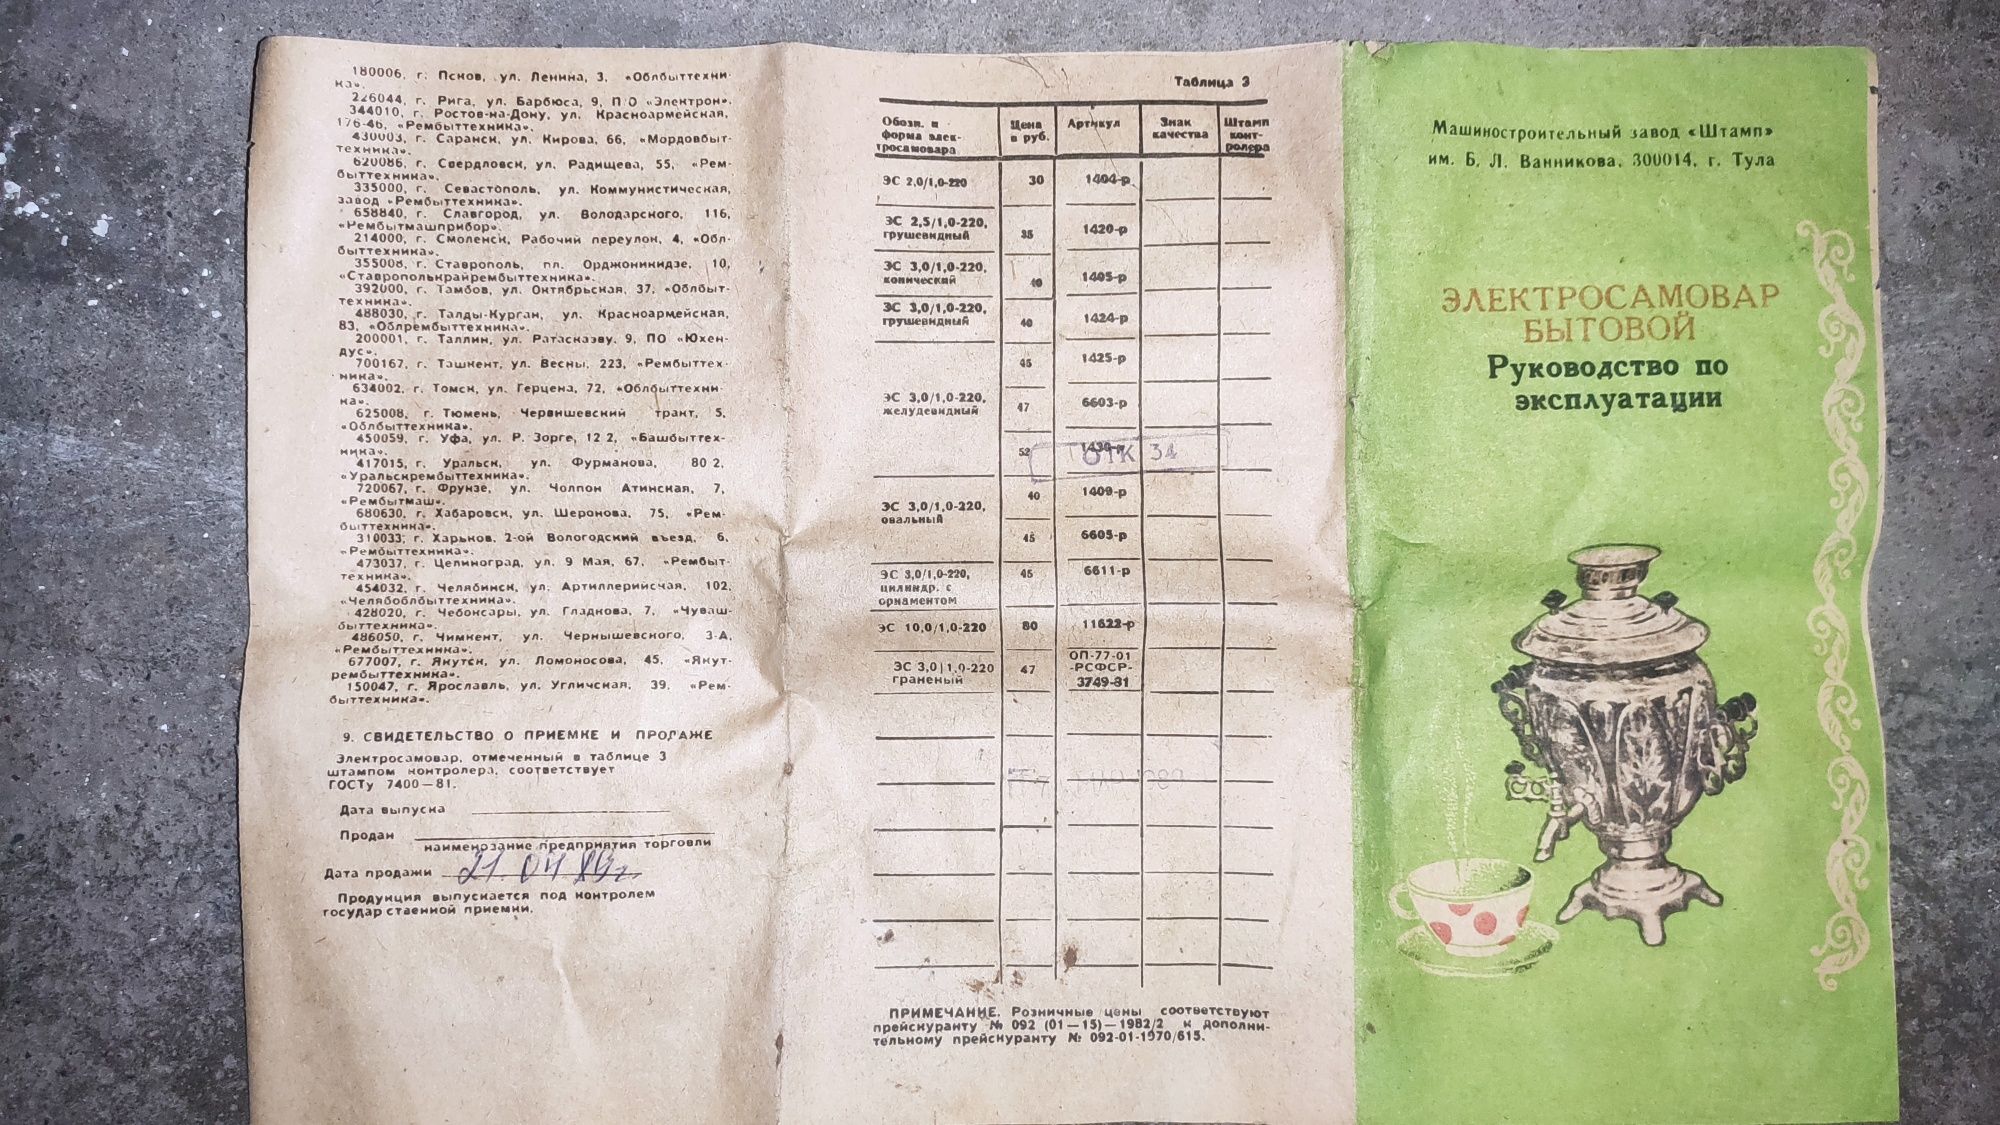 180006, г. Псков, ул. Ленина, 3, «Облбыттехни-
ка».
226044, г. Рига, ул. Барбюса, 9, ПО «Электрон».
344010, г. Ростов-на-Дону, ул. Красноармейская,
176-46, «Рембыттехника».
430003, г. Саранск, ул. Кирова, 66, «Мордовбыт-
техника».
620086, г. Свердловск, ул. Радищева, 55, «Рем-
быттехника».
335000, г. Севастополь, ул. Коммунистическая,
завод «Рембыттехника».
658840, г. Славгород, ул. Володарского, 116,
«Рембытмашприбор».
214000, г. Смоленск, Рабочий переулок, 4, «Обл-
быттехника».
355008, г. Ставрополь, пл. Орджоникидзе, 10,
«Ставрополькрайрембыттехника».
392000, г. Тамбов, ул. Октябрьская, 37, «Облбыт-
техника».
488030, г. Талды-Курган, ул. Красноармейская,
83, «Облрембыттехника».
200001, г. Таллин, ул. Ратасказву, 9, ПО «Юхен-
дус».
700167, г. Ташкент, ул. Весны, 223, «Рембыттех-
ника».
634002, г. Томск, ул. Герцена, 72, «Облбыттехни-
ка».
625008, г. Тюмень, Червишевский тракт, 5,
«Облбыттехника».
450059, г. Уфа, ул. Р. Зорге, 12 2, «Башбыттех-
ника».
417015, г. Уральск, ул. Фурманова, 80 2,
«Уральскрембыттехника».
720067, г. Фрунзе, ул. Чолпон Атинская, 7,
«Рембытмаш».
680630, г. Хабаровск, ул. Шеронова, 75, «Рем-
быттехника».
310033, г. Харьков, 2-ой Вологодский въезд, 6,
«Рембыттехника».
473037, г. Целиноград, ул. 9 Мая, 67, «Рембыт-
техника».
454032, г. Челябинск, ул. Артиллерийсчая, 102,
«Челябоблбыттехника».
428020, г. Чебоксары, ул. Гладкова, 7, «Чуваш-
быттехника».
486050, г. Чимкент, ул. Чернышевского, 3-А,
«Рембыттехника».
677007, г. Якутск, ул. Ломоносова, 45, «Якут-
рембыттехника».
150047, г. Ярославль, ул. Угличская, 39, «Рем-
быттехника».
9. СВИДЕТЕЛЬСТВО О ПРИЕМКЕ И ПРОДАЖЕ
Электросамовар, отмеченный в таблице 3
штампом контролера, соответствует
ГОСТу 7400—81.
Дата выпуска
Продан
наименование предприятия торговли
Дата продажи 21.04
Продукция выпускается под контролем
государственной приемки.
Таблица 3
Обозн. и форма элек-тросамовара Цена в руб. Артикул Знак качества Штамп конт-ролера
ЭС 2,0/1,0-220 30 1404-р
ЭС 2,5/1,0-220,
грушевидный 35 1420-р
ЭС 3,0/1,0-220,
конический 40 1405-р
ЭС 3,0/1,0-220,
грушевидный 40 1424-р
45 1425-р
ЭС 3,0/1,0-220,
желудевидный 47 6603-р
52 1430-р
ОТК 34
40 1409-р
ЭС 3,0/1,0-220,
овальный
45 6605-р
ЭС 3,0/1,0-220, 45 6611-р
цилиндр. с
орнаментом
ЭС 10,0/1,0-220 80 11622-р
ЭС 3,0/1,0-220 47 ОП-77-01
граненый -РСФСР-
3749-81
ПРИМЕЧАНИЕ. Розничные цены соответствуют
прейскуранту № 092 (01—15)—1982/2 и дополни-
тельному прейскуранту № 092-01-1970/615.
Машиностроительный завод «Штамп»
им. Б. Л. Ванникова, 300014, г. Тула
ЭЛЕКТРОСАМОВАР
БЫТОВОЙ
Руководство по
эксплуатации